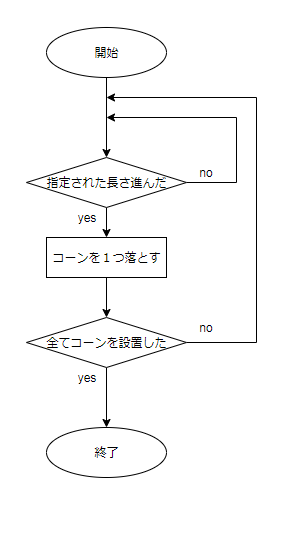 開始
指定された長さ進んだ
no
yes
コーンを１つ落とす
全てコーンを設置した
no
yes
終了